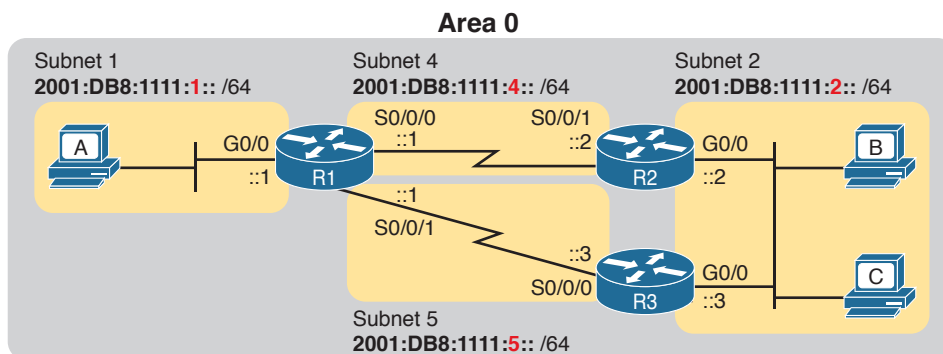 Area 0
Subnet 1
2001:DB8:1111:1:: /64
Subnet 4
2001:DB8:1111:4:: /64
Subnet 2
2001:DB8:1111:2:: /64
A
G0/0
::1
R1
S0/0/0
::1
S0/0/1
::2
R2
G0/0
::2
B
::1
S0/0/1
::3
S0/0/0
R3
G0/0
::3
C
Subnet 5
2001:DB8:1111:5:: /64